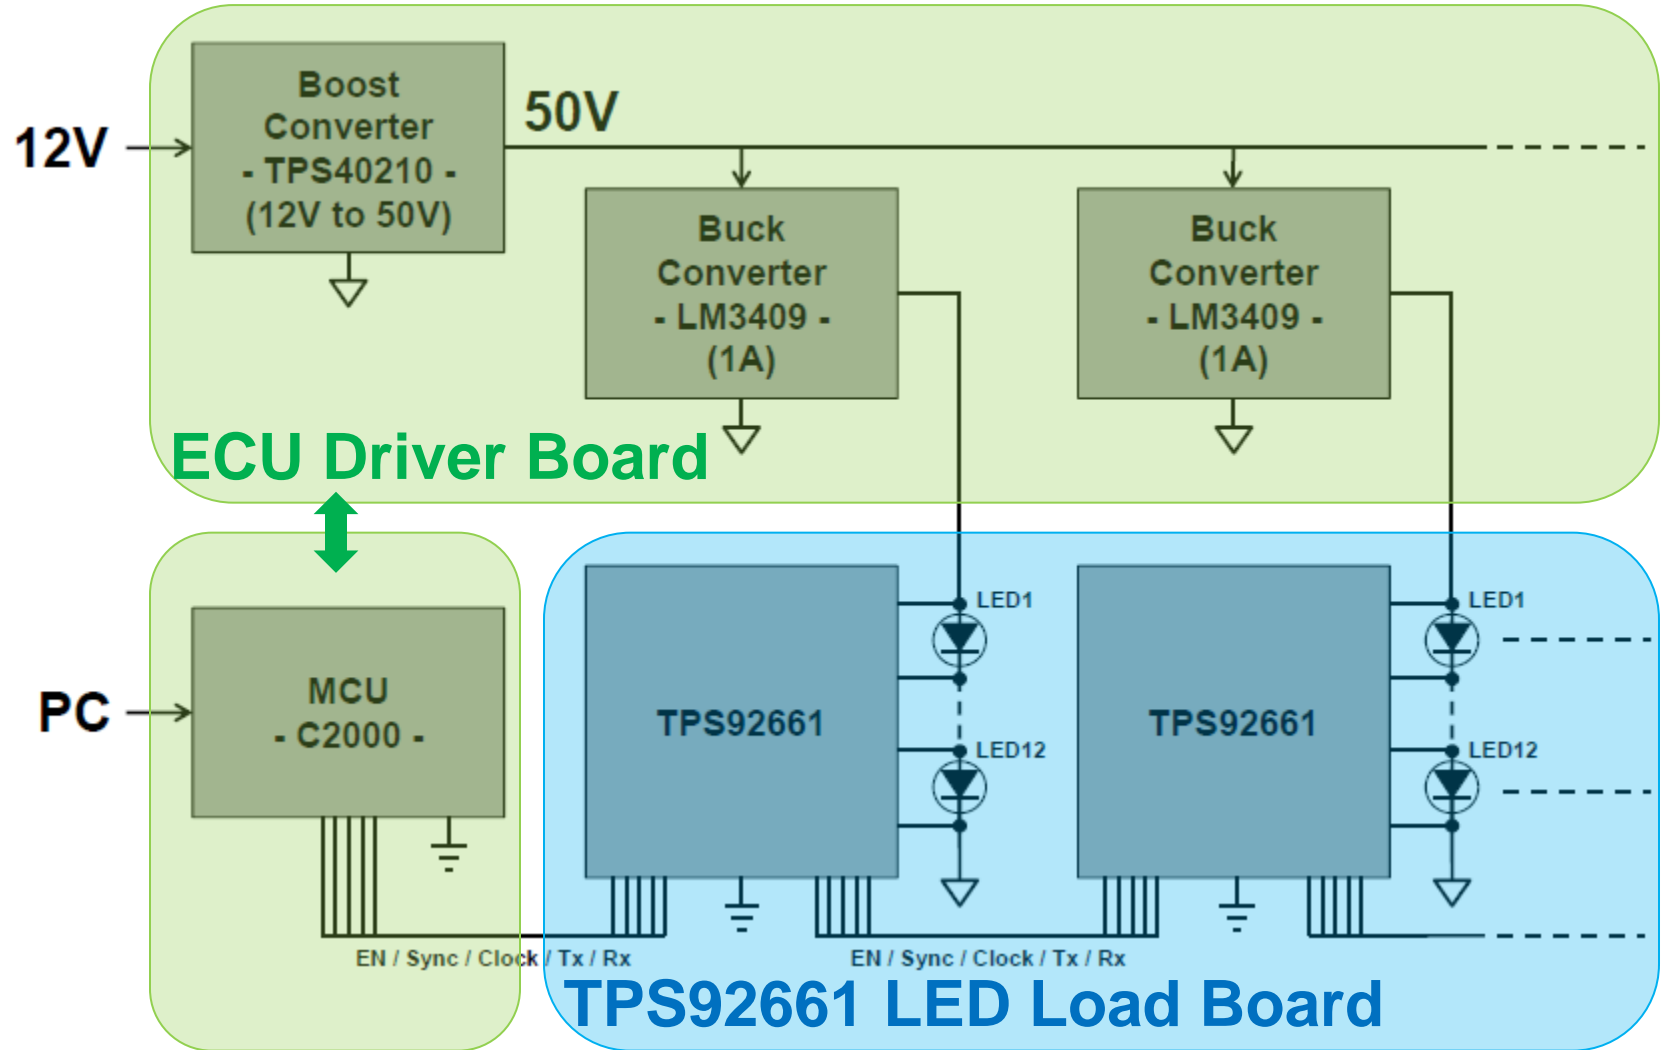 Boost
Converter
- TPS40210 -
(12V to 50V)
50V
12V
Buck
Converter
- LM3409 -
(1A)
Buck
Converter
- LM3409 -
(1A)
ECU Driver Board
LED1
LED1
MCU
- C2000 -
PC
TPS92661
TPS92661
LED12
LED12
EN / Sync / Clock / Tx / Rx
EN / Sync / Clock / Tx / Rx
TPS92661 LED Load Board